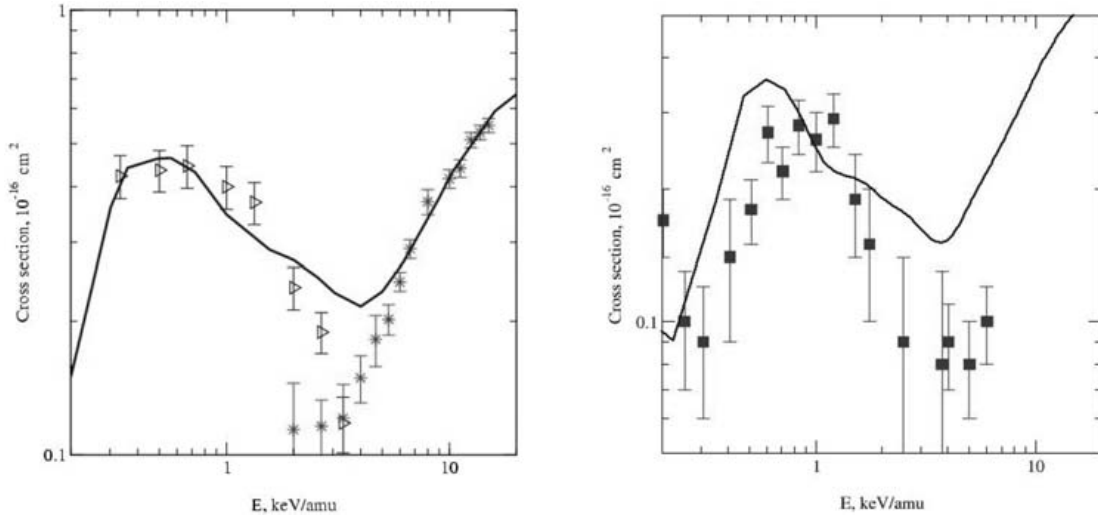 1
Cross section, 10⁻¹⁶ cm²
0.1
1
10
E, keV/amu
Cross section, 10⁻¹⁶ cm²
0.1
1
10
E, keV/amu